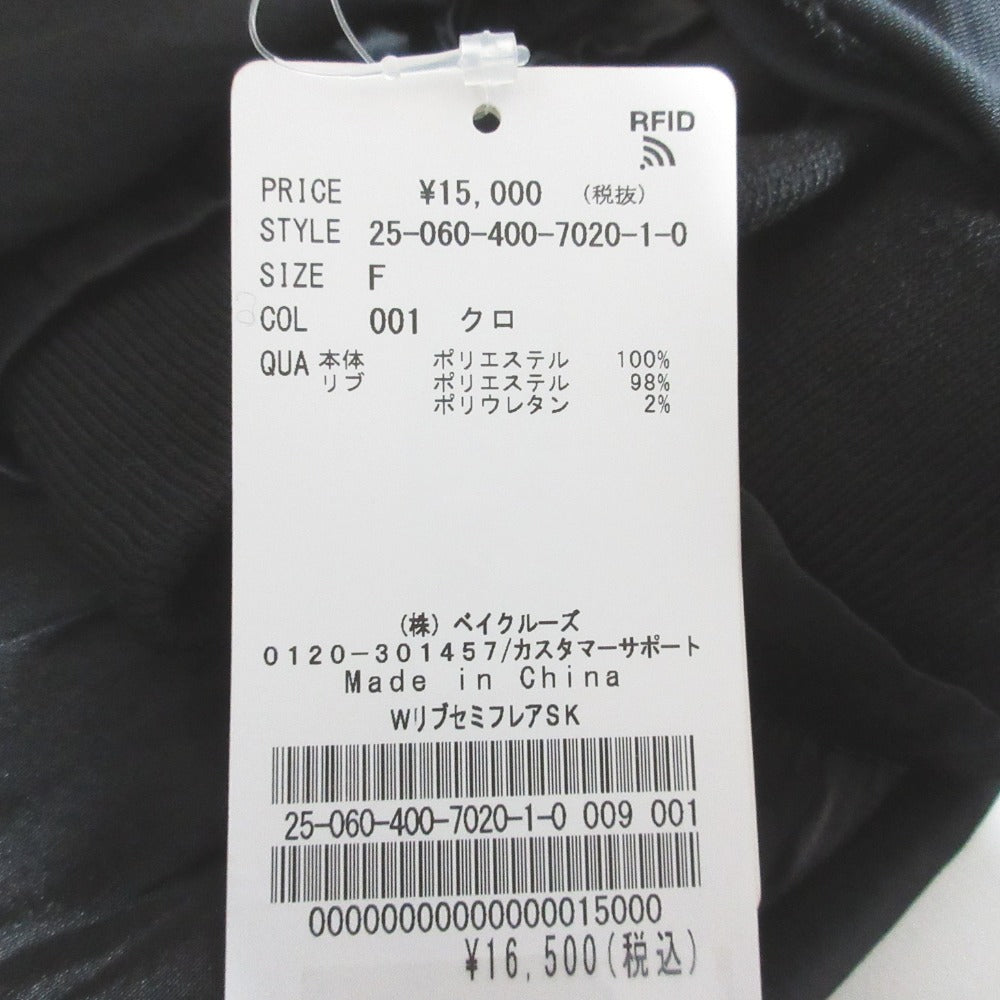 RFID
PRICE ¥15,000 (税抜)
STYLE 25-060-400-7020-1-0
SIZE F
COL 001 クロ
QUA 本体 ポリエステル 100%
リブ ポリエステル 98%
ポリウレタン 2%
(株) ベイクルーズ
0120-301457/カスタマーサポート
Made in China
WリブセミフレアSK
25-060-400-7020-1-0 009 001
00000000000000015000
¥16,500(税込)